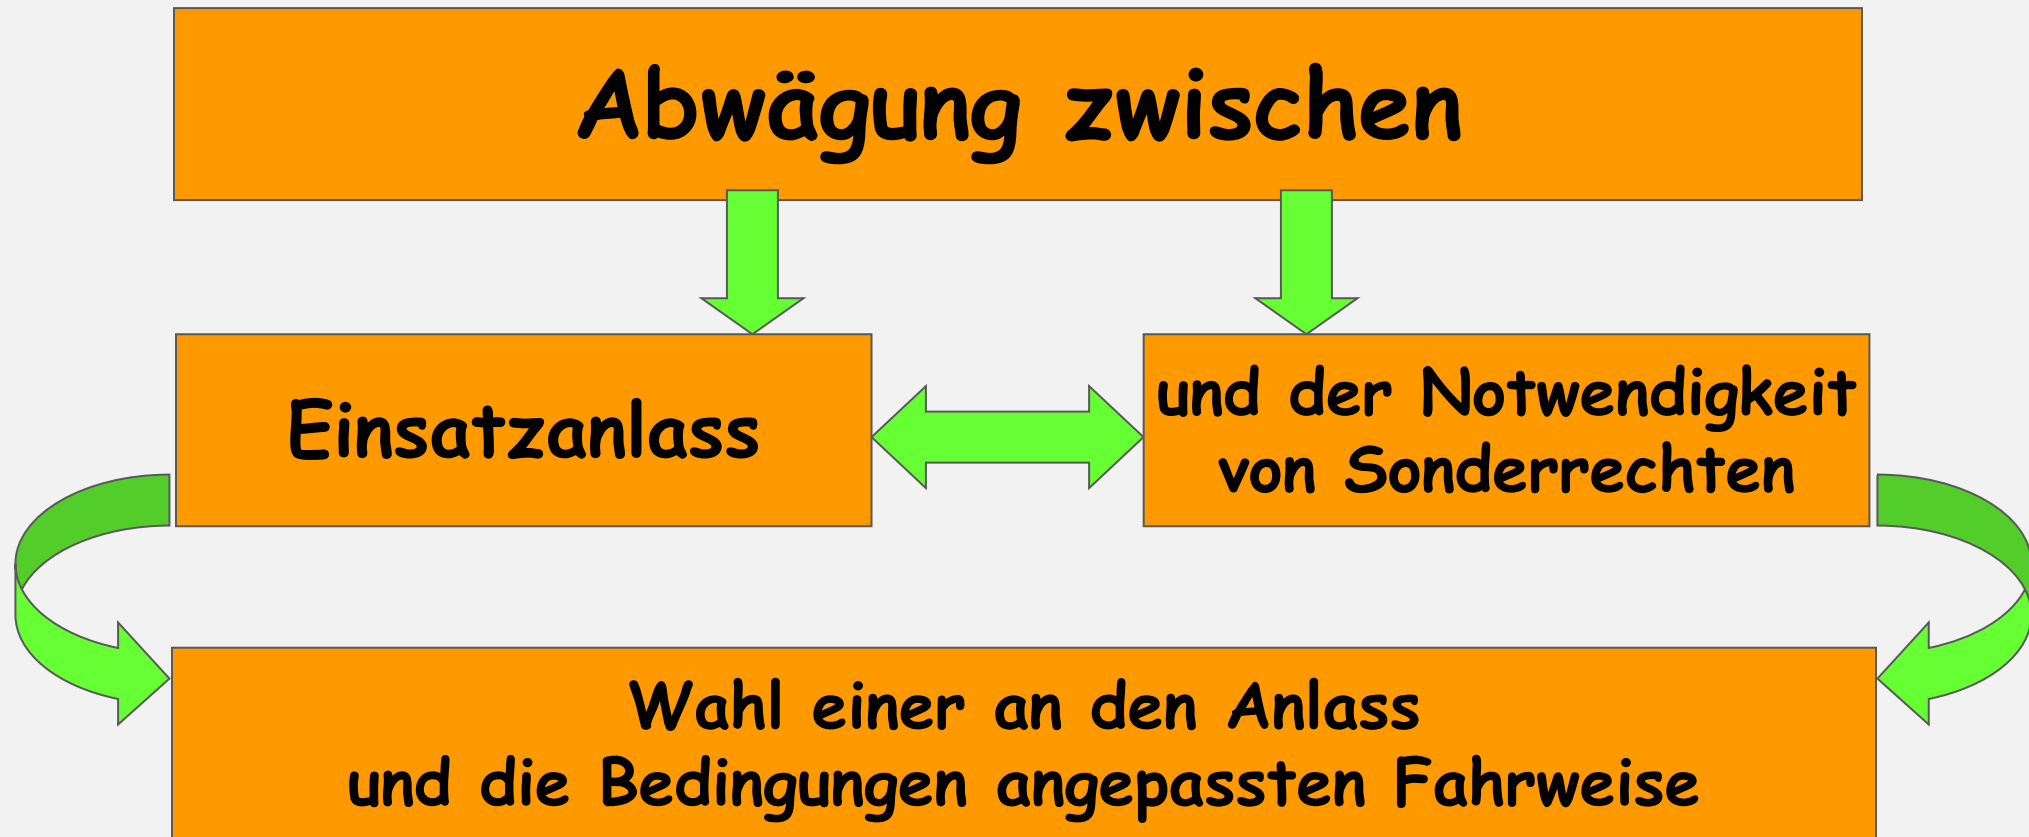 Abwägung zwischen
Einsatzanlass
und der Notwendigkeit
von Sonderrechten
Wahl einer an den Anlass
und die Bedingungen angepassten Fahrweise